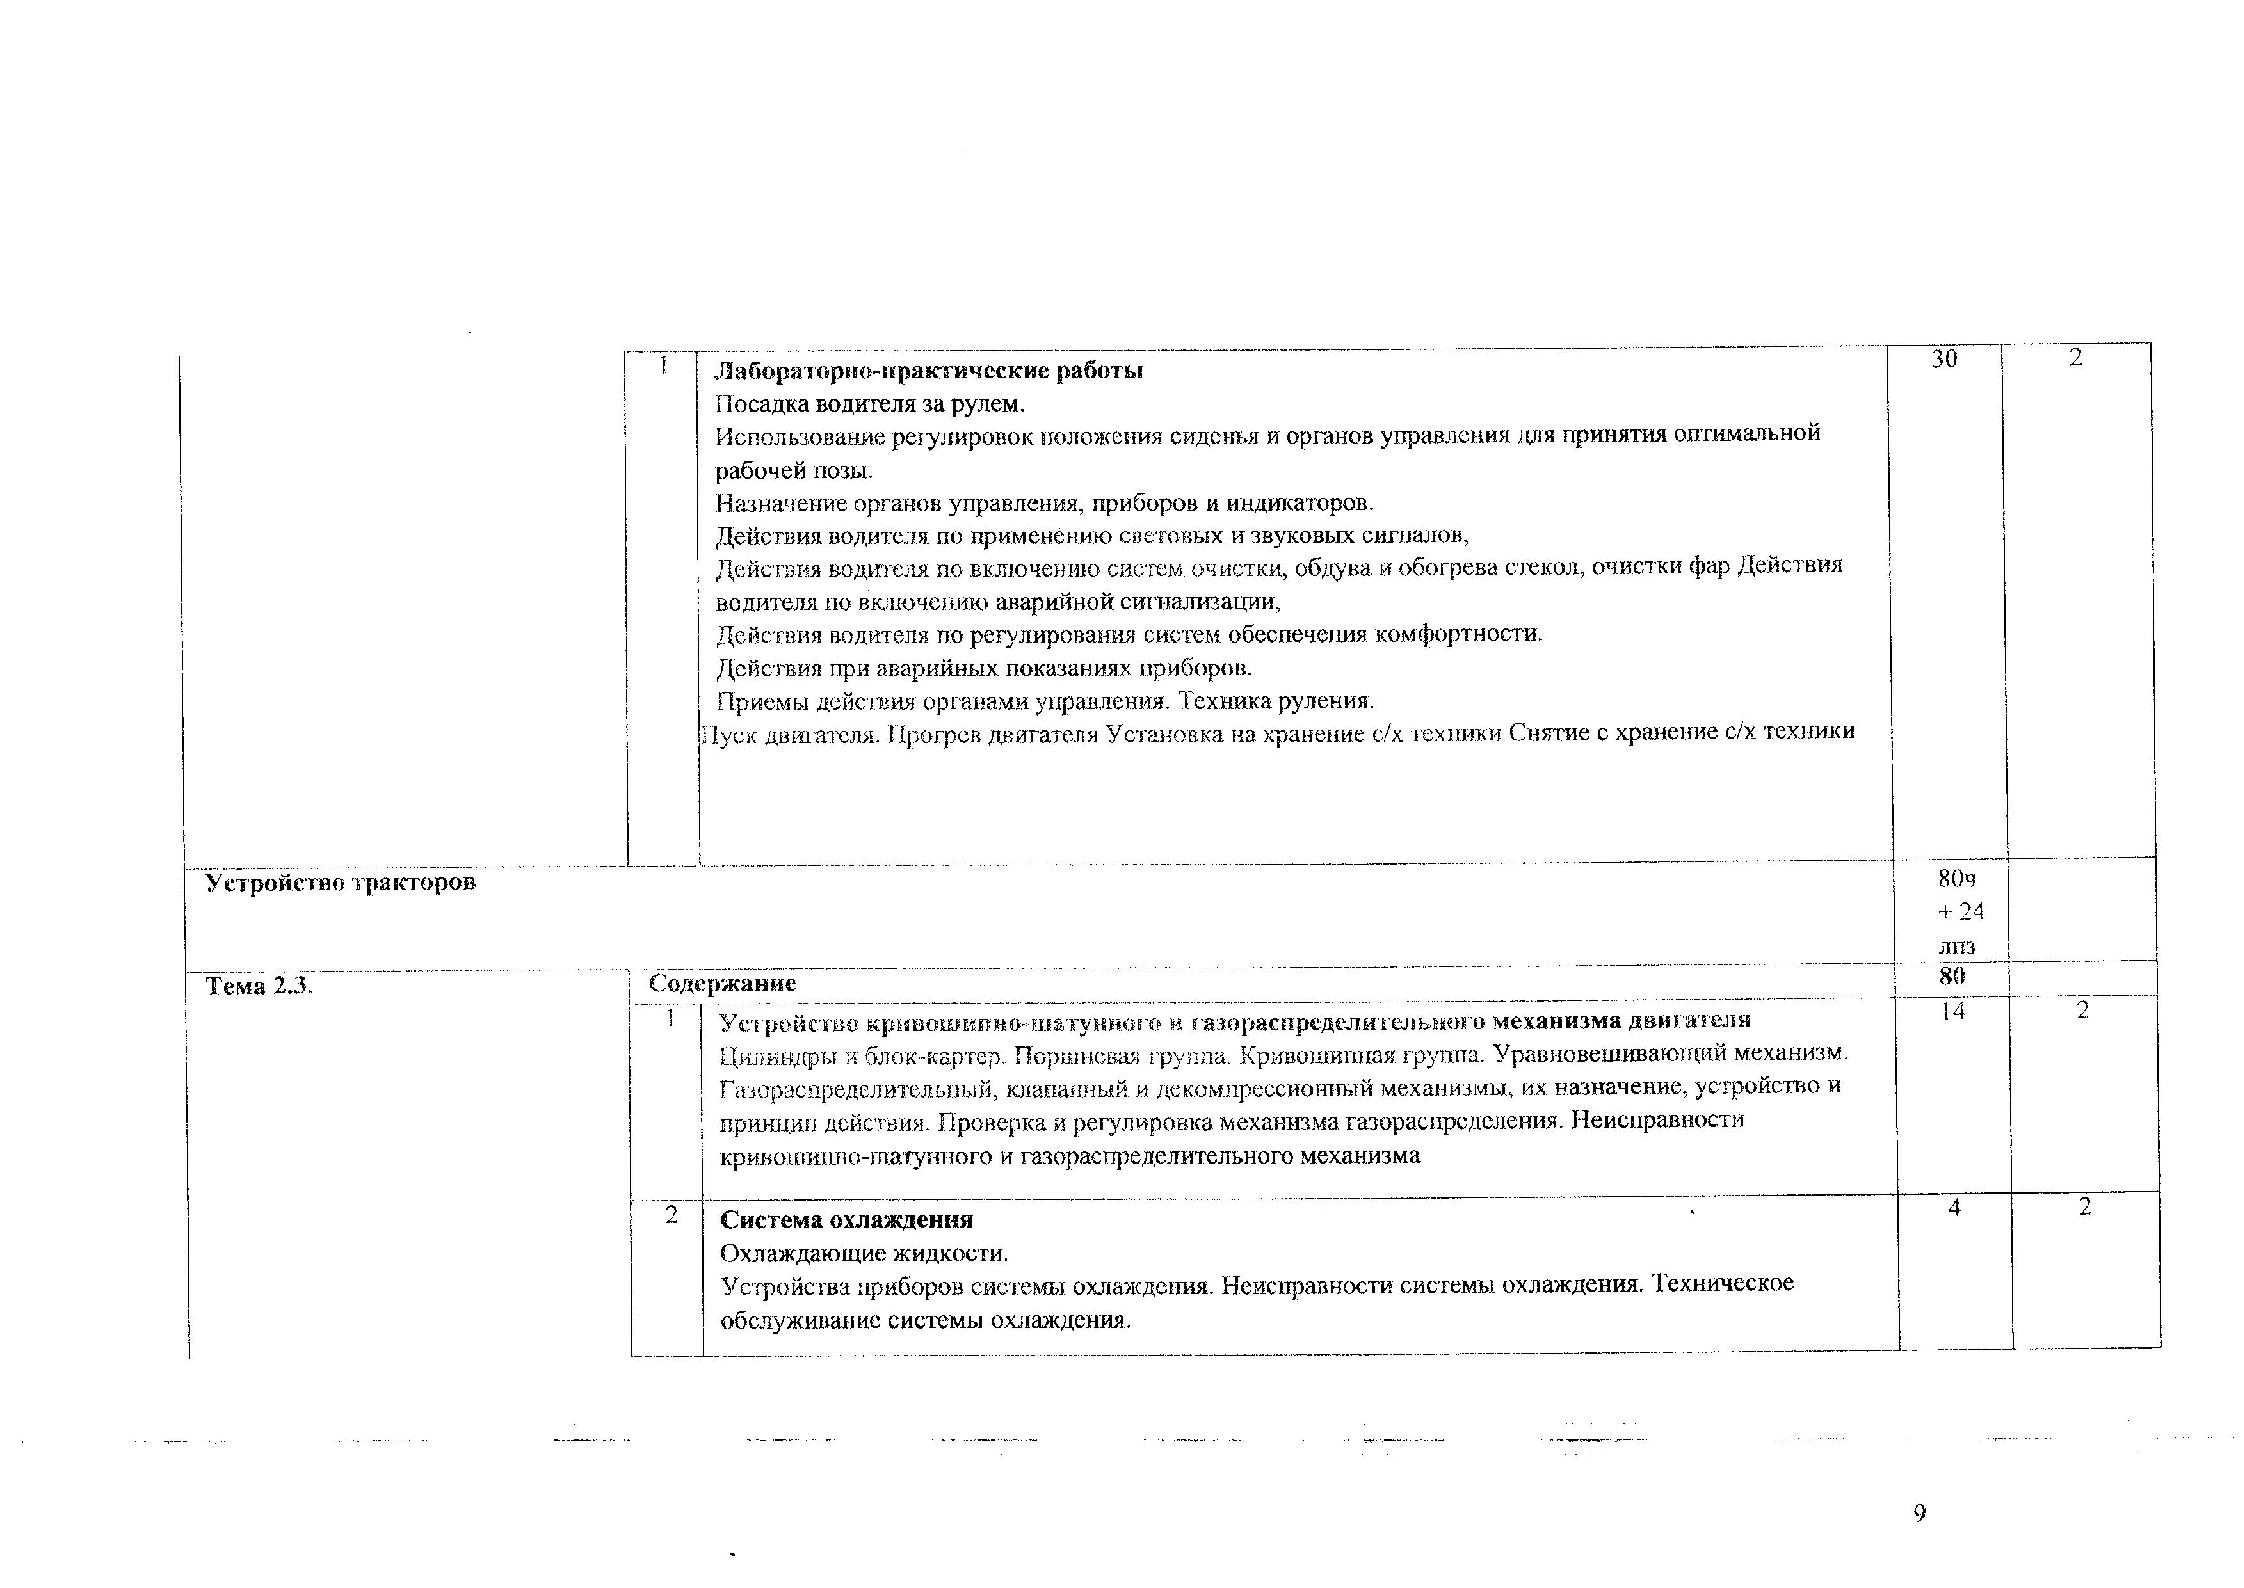 1 Лабораторно-практические работы 30 2
Посадка водителя за рулем.
Использование регулировок положения сиденья и органов управления для принятия оптимальной
рабочей позы.
Назначение органов управления, приборов и индикаторов.
Действия водителя по применению световых и звуковых сигналов,
Действия водителя по включению систем очистки, обдува и обогрева стекол, очистки фар Действия
водителя по включению аварийной сигнализации,
Действия водителя по регулирования систем обеспечения комфортности.
Действия при аварийных показаниях приборов.
Приемы действия органами управления. Техника руления.
Пуск двигателя. Прогрев двигателя Установка на хранение с/х техники Снятие с хранение с/х техники
Устройство тракторов 80ч
+ 24
лпз
Тема 2.3. Содержание 80
1 Устройство кривошипно-шатунного и газораспределительного механизма двигателя 14 2
Цилиндры и блок-картер. Поршневая группа. Кривошипная группа. Уравновешивающий механизм.
Газораспределительный, клапанный и декомпрессионный механизмы, их назначение, устройство и
принцип действия. Проверка и регулировка механизма газораспределения. Неисправности
кривошипно-шатунного и газораспределительного механизма
2 Система охлаждения 4 2
Охлаждающие жидкости.
Устройства приборов системы охлаждения. Неисправности системы охлаждения. Техническое
обслуживание системы охлаждения.
9